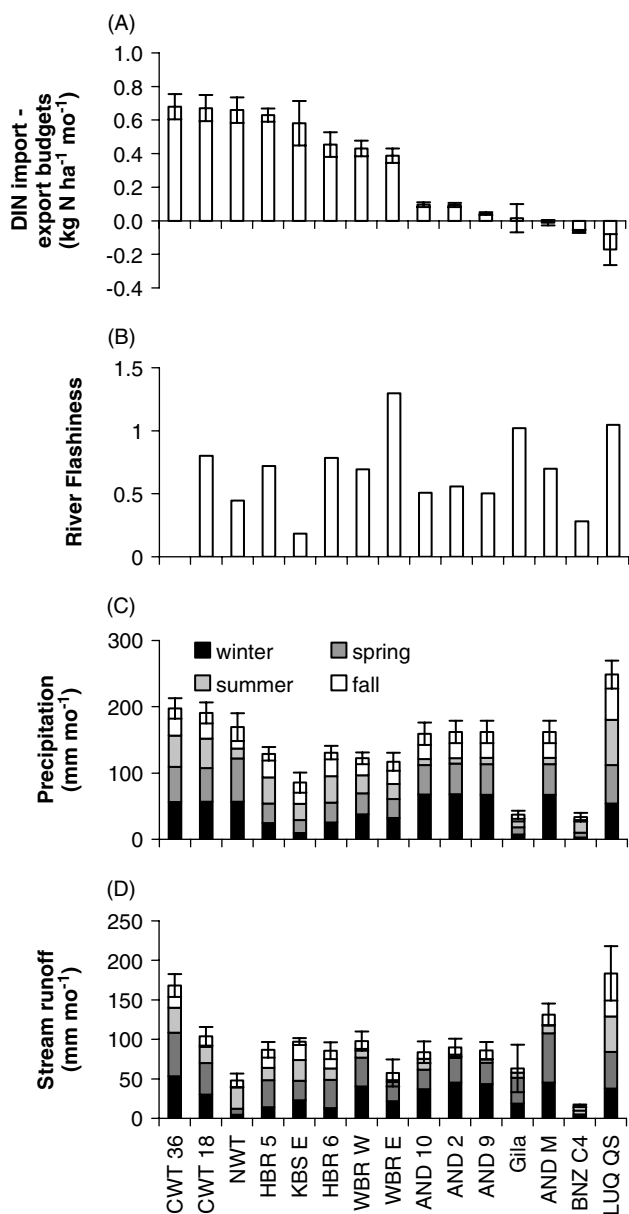 (A)
DIN import -
export budgets
(kg N ha⁻¹ mo⁻¹)
1.0
0.8
0.6
0.4
0.2
0.0
-0.2
-0.4
(B)
River Flashiness
1.5
1
0.5
0
(C)
Precipitation
(mm mo⁻¹)
300
200
100
0
winter
spring
summer
fall
(D)
Stream runoff
(mm mo⁻¹)
250
200
150
100
50
0
CWT 36
CWT 18
NWT
HBR 5
KBS E
HBR 6
WBR W
WBR E
AND 10
AND 2
AND 9
Gila
AND M
BNZ C4
LUQ QS